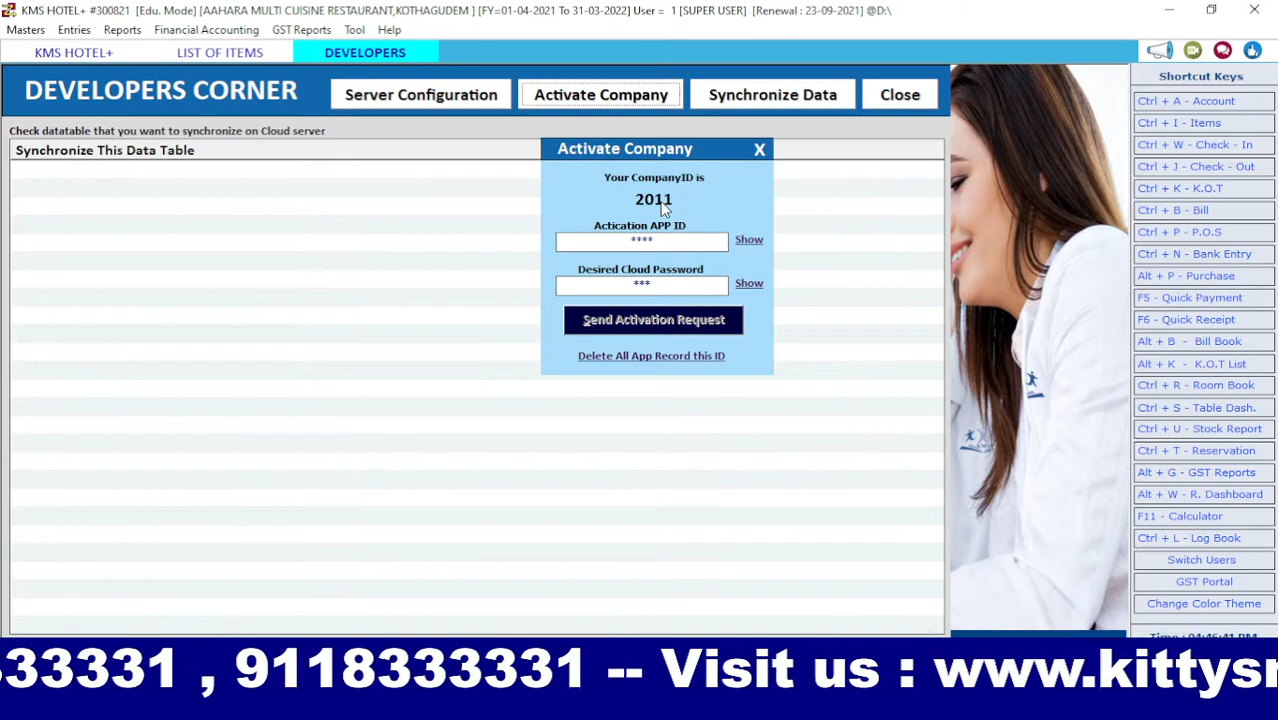 KMS HOTEL+ #300821 [Edu. Mode] [AAHARA MULTI CUISINE RESTAURANT,KOTHAGUDEM ] [FY=01-04-2021 To 31-03-2022] User = 1 [SUPER USER] [Renewal : 23-09-2021] @D:\
Masters Entries Reports Financial Accounting GST Reports Tool Help
KMS HOTEL+ LIST OF ITEMS DEVELOPERS
DEVELOPERS CORNER Server Configuration Activate Company Synchronize Data Close
Check datatable that you want to synchronize on Cloud server
Synchronize This Data Table
Activate Company X
Your CompanyID is
2011
Actication APP ID
**** Show
Desired Cloud Password
*** Show
Send Activation Request
Delete All App Record this ID
Shortcut Keys
Ctrl + A - Account
Ctrl + I - Items
Ctrl + W - Check - In
Ctrl + J - Check - Out
Ctrl + K - K.O.T
Ctrl + B - Bill
Ctrl + P - P.O.S
Ctrl + N - Bank Entry
Alt + P - Purchase
F5 - Quick Payment
F6 - Quick Receipt
Alt + B - Bill Book
Alt + K - K.O.T List
Ctrl + R - Room Book
Ctrl + S - Table Dash.
Ctrl + U - Stock Report
Ctrl + T - Reservation
Alt + G - GST Reports
Alt + W - R. Dashboard
F11 - Calculator
Ctrl + L - Log Book
Switch Users
GST Portal
Change Color Theme
33331 , 9118333331 -- Visit us : www.kittys